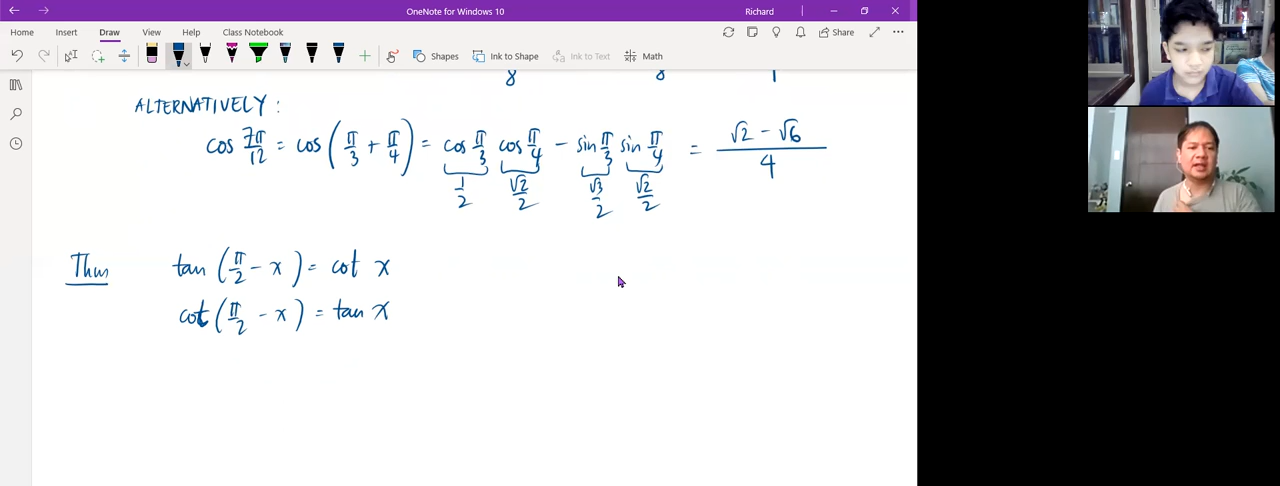 OneNote for Windows 10
Richard
Home Insert Draw View Help Class Notebook
Share
Shapes Ink to Shape Ink to Text Math
8 8 1
ALTERNATIVELY:
cos 7π/12 = cos(π/3 + π/4) = cos π/3 cos π/4 − sin π/3 sin π/4 = (√2 − √6)/4
1/2 √2/2 √3/2 √2/2
Thm tan(π/2 − x) = cot x
cot(π/2 − x) = tan x